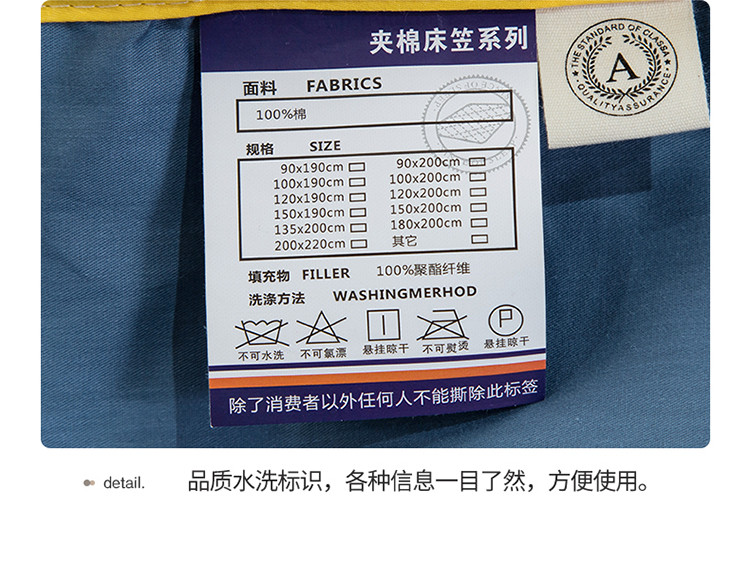 夹棉床笠系列
THE STANDARD OF CLASSA
A
QUALITYASSURANCE
面料 FABRICS
100%棉
规格 SIZE
90x190cm 90x200cm
100x190cm 100x200cm
120x190cm 120x200cm
150x190cm 150x200cm
135x200cm 180x200cm
200x220cm 其它
填充物 FILLER 100%聚酯纤维
洗涤方法 WASHINGMERHOD
P
不可水洗 不可氯漂 悬挂晾干 不可熨烫 悬挂晾干
除了消费者以外任何人不能撕除此标签
detail. 品质水洗标识，各种信息一目了然，方便使用。